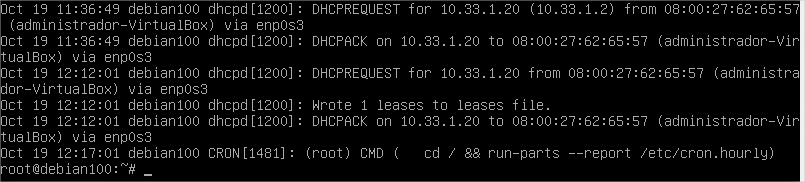 Oct 19 11:36:49 debian100 dhcpd[1200]: DHCPREQUEST for 10.33.1.20 (10.33.1.2) from 08:00:27:62:65:57
 (administrador-VirtualBox) via enp0s3
Oct 19 11:36:49 debian100 dhcpd[1200]: DHCPACK on 10.33.1.20 to 08:00:27:62:65:57 (administrador-Vir
tualBox) via enp0s3
Oct 19 12:12:01 debian100 dhcpd[1200]: DHCPREQUEST for 10.33.1.20 from 08:00:27:62:65:57 (administra
dor-VirtualBox) via enp0s3
Oct 19 12:12:01 debian100 dhcpd[1200]: Wrote 1 leases to leases file.
Oct 19 12:12:01 debian100 dhcpd[1200]: DHCPACK on 10.33.1.20 to 08:00:27:62:65:57 (administrador-Vir
tualBox) via enp0s3
Oct 19 12:17:01 debian100 CRON[1481]: (root) CMD (   cd / && run-parts --report /etc/cron.hourly)
root@debian100:~# _